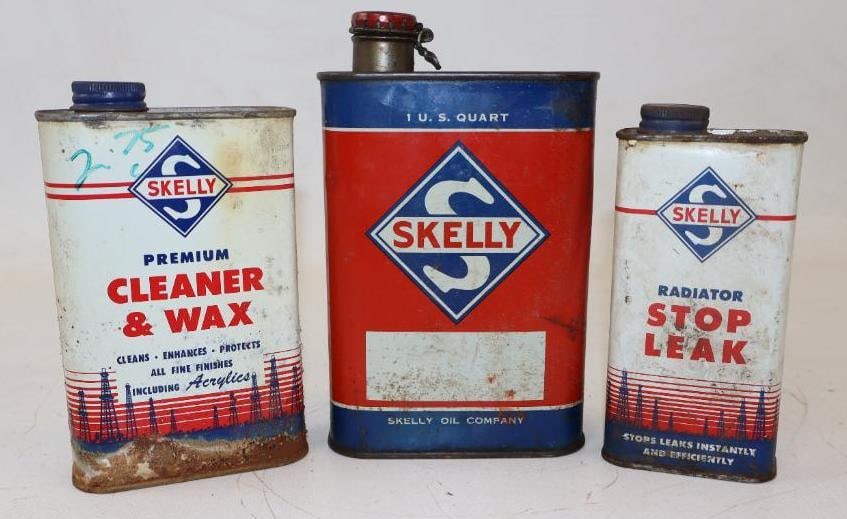 2.75
S
SKELLY
PREMIUM
CLEANER
& WAX
CLEANS · ENHANCES · PROTECTS
ALL FINE FINISHES
INCLUDING Acrylics
1 U. S. QUART
S
SKELLY
SKELLY OIL COMPANY
S
SKELLY
RADIATOR
STOP
LEAK
STOPS LEAKS INSTANTLY
AND EFFICIENTLY